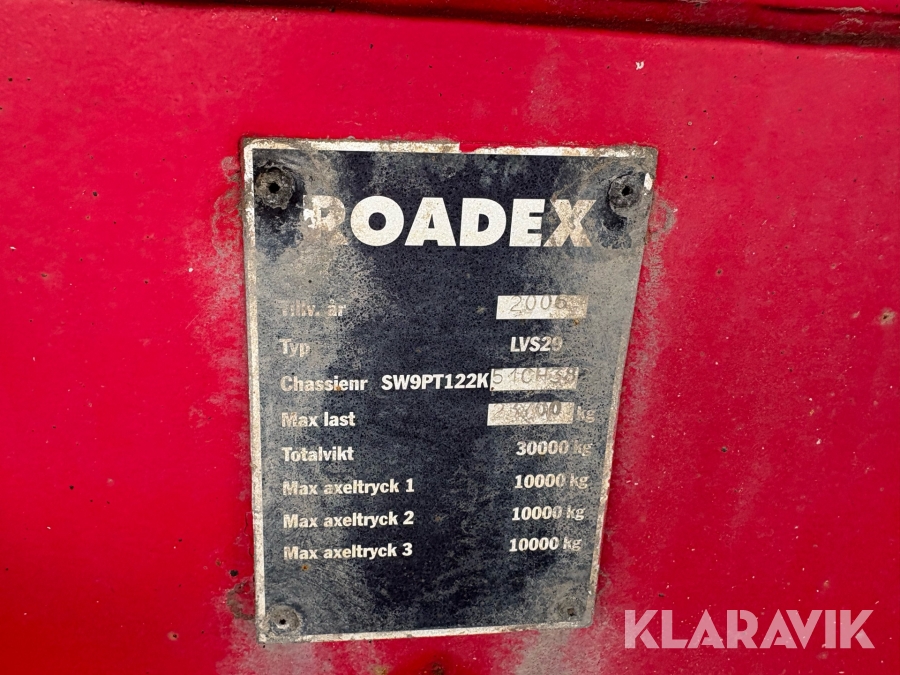 ROADEX
Tillv. år 2006
Typ LVS29
Chassienr SW9PT122K
Max last kg
Totalvikt 30000 kg
Max axeltryck 1 10000 kg
Max axeltryck 2 10000 kg
Max axeltryck 3 10000 kg
KLARAVIK